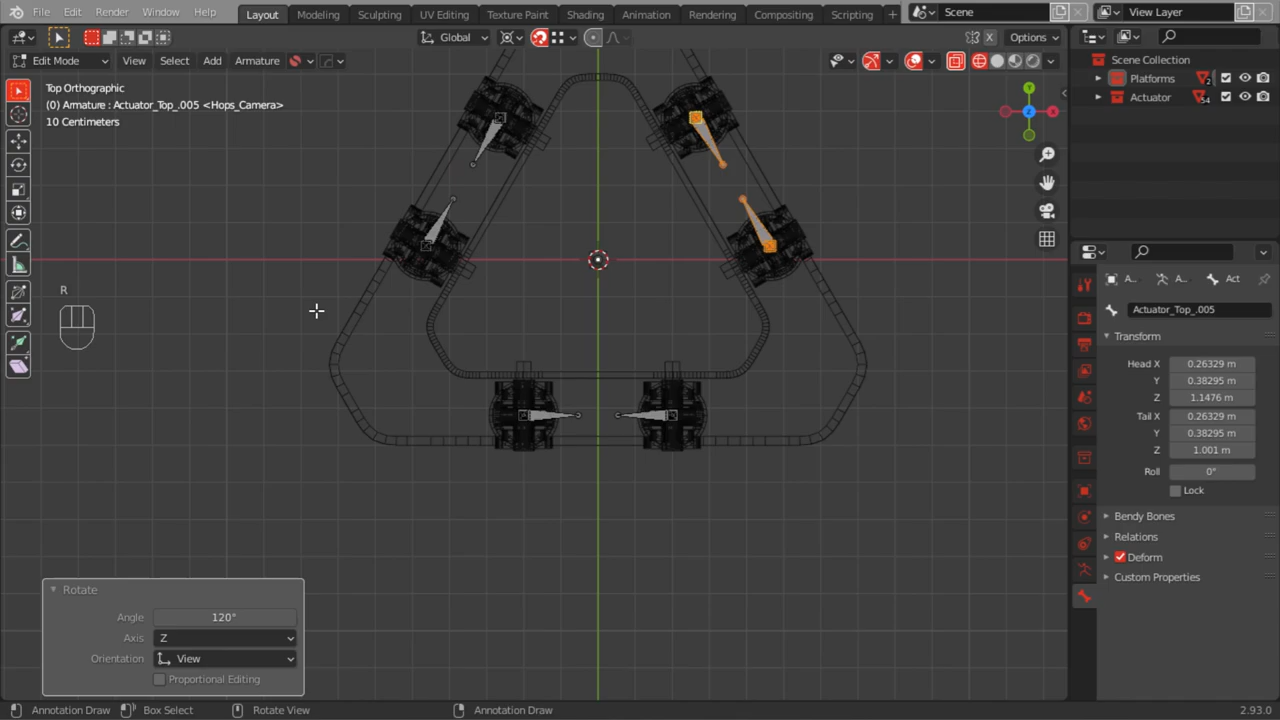 File Edit Render Window Help Layout Modeling Sculpting UV Editing Texture Paint Shading Animation Rendering Compositing Scripting + Scene View Layer
Global X Options
Edit Mode View Select Add Armature
Top Orthographic
(0) Armature : Actuator_Top_.005 <Hops_Camera>
10 Centimeters
Scene Collection
Platforms 2
Actuator 54
Y
Z X
R
A... A... Act
Actuator_Top_.005
Transform
Head X 0.26329 m
Y 0.38295 m
Z 1.1476 m
Tail X 0.26329 m
Y 0.38295 m
Z 1.001 m
Roll 0°
Lock
Bendy Bones
Relations
Deform
Custom Properties
Rotate
Angle 120°
Axis Z
Orientation View
Proportional Editing
Annotation Draw Box Select Rotate View Annotation Draw 2.93.0